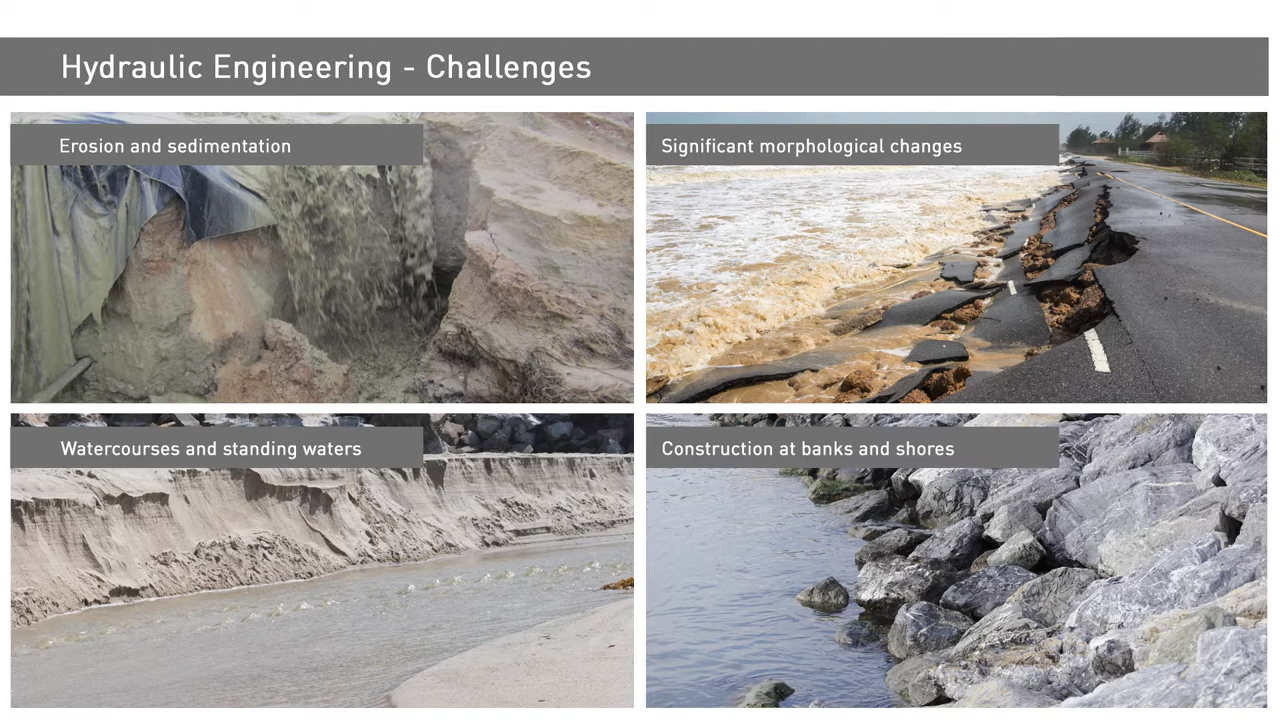 Hydraulic Engineering - Challenges
Erosion and sedimentation
Significant morphological changes
Watercourses and standing waters
Construction at banks and shores